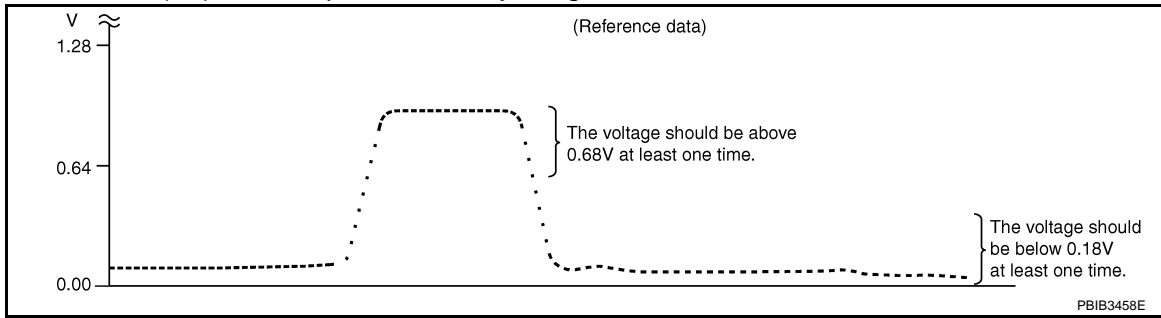 V
(Reference data)
1.28
The voltage should be above
0.68V at least one time.
0.64
The voltage should
be below 0.18V
at least one time.
0.00
PBIB3458E